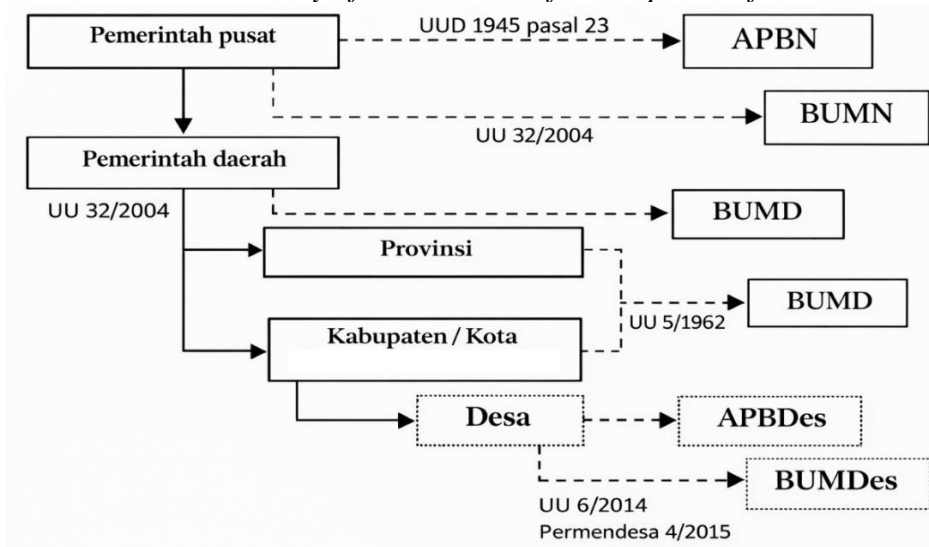 Pemerintah pusat
UUD 1945 pasal 23
APBN
BUMN
UU 32/2004
Pemerintah daerah
UU 32/2004
BUMD
Provinsi
BUMD
UU 5/1962
Kabupaten / Kota
Desa
APBDes
BUMDes
UU 6/2014
Permendesa 4/2015